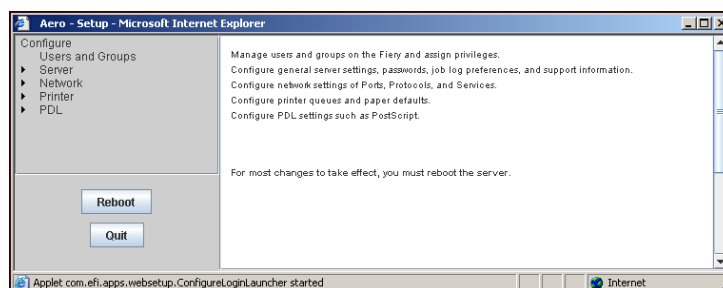 Aero - Setup - Microsoft Internet Explorer
Configure
Users and Groups
Server
Network
Printer
PDL
Manage users and groups on the Fiery and assign privileges.
Configure general server settings, passwords, job log preferences, and support information.
Configure network settings of Ports, Protocols, and Services.
Configure printer queues and paper defaults.
Configure PDL settings such as PostScript.
For most changes to take effect, you must reboot the server.
Reboot
Quit
Applet com.efi.apps.websetup.ConfigureLoginLauncher started
Internet